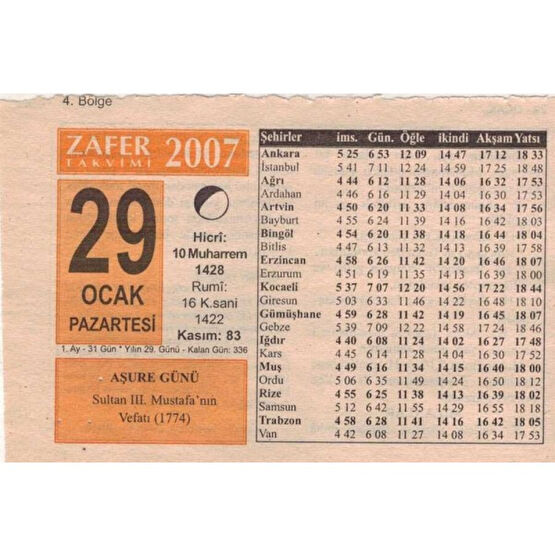 4. Bölge
ZAFER
TAKVİMİ
2007
29
OCAK
PAZARTESİ
Hicrî:
10 Muharrem
1428
Rumî:
16 K.sani
1422
Kasım: 83
1. Ay - 31 Gün * Yılın 29. Günü - Kalan Gün: 336
AŞURE GÜNÜ
Sultan III. Mustafa'nın
Vefatı (1774)
Şehirler ims. Gün. Öğle ikindi Akşam Yatsı
Ankara 5 25 6 53 12 09 14 47 17 12 18 33
İstanbul 5 41 7 11 12 24 14 59 17 25 18 48
Ağrı 4 44 6 12 11 28 14 06 16 32 17 53
Ardahan 4 46 6 16 11 29 14 04 16 30 17 53
Artvin 4 50 6 20 11 33 14 08 16 34 17 56
Bayburt 4 55 6 24 11 39 14 16 16 42 18 03
Bingöl 4 54 6 20 11 38 14 18 16 44 18 04
Bitlis 4 47 6 13 11 32 14 13 16 39 17 58
Erzincan 4 58 6 26 11 42 14 20 16 46 18 07
Erzurum 4 51 6 19 11 35 14 13 16 39 18 00
Kocaeli 5 37 7 07 12 20 14 56 17 22 18 44
Giresun 5 03 6 33 11 46 14 22 16 48 18 10
Gümüşhane 4 59 6 28 11 42 14 19 16 45 18 07
Gebze 5 39 7 09 12 22 14 58 17 24 18 46
Iğdır 4 40 6 08 11 24 14 02 16 27 17 48
Kars 4 45 6 14 11 28 14 04 16 30 17 52
Muş 4 49 6 16 11 34 14 15 16 40 18 00
Ordu 5 06 6 35 11 49 14 24 16 50 18 12
Rize 4 55 6 25 11 38 14 13 16 39 18 02
Samsun 5 12 6 42 11 55 14 29 16 55 18 18
Trabzon 4 58 6 28 11 41 14 16 16 42 18 05
Van 4 42 6 08 11 27 14 08 16 34 17 53